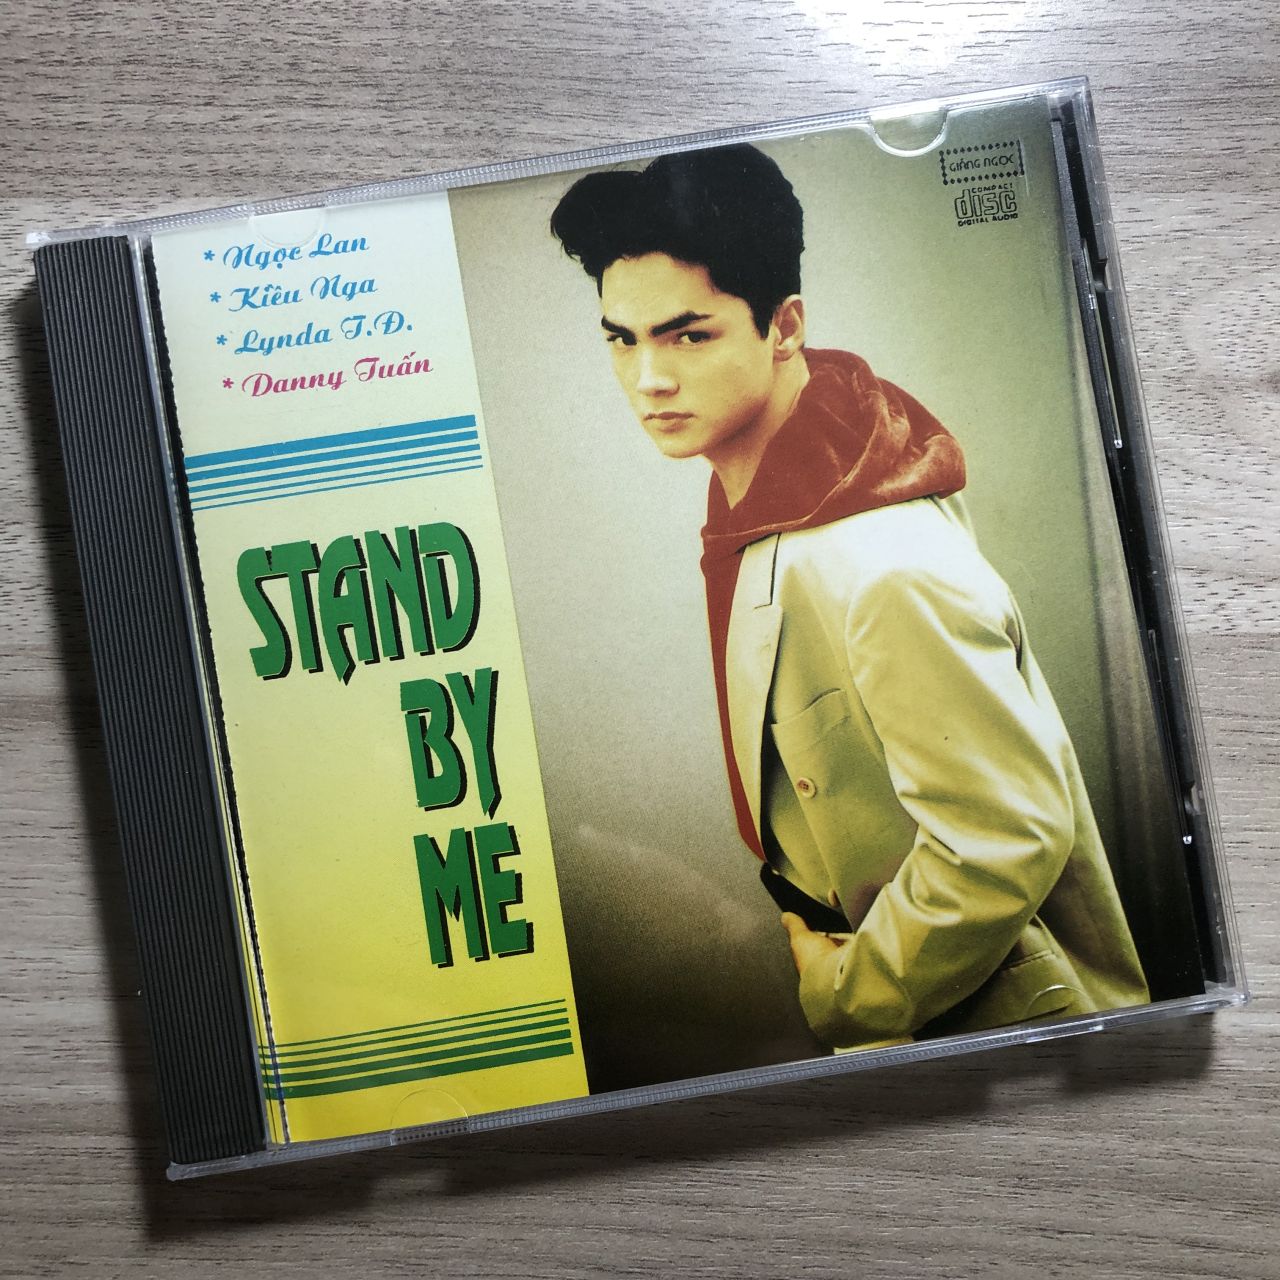 * Ngọc Lan
* Kiều Nga
* Lynda T.Đ.
* Danny Tuấn
STAND
BY
ME
GIÁNG NGỌC
COMPACT
disc
DIGITAL AUDIO